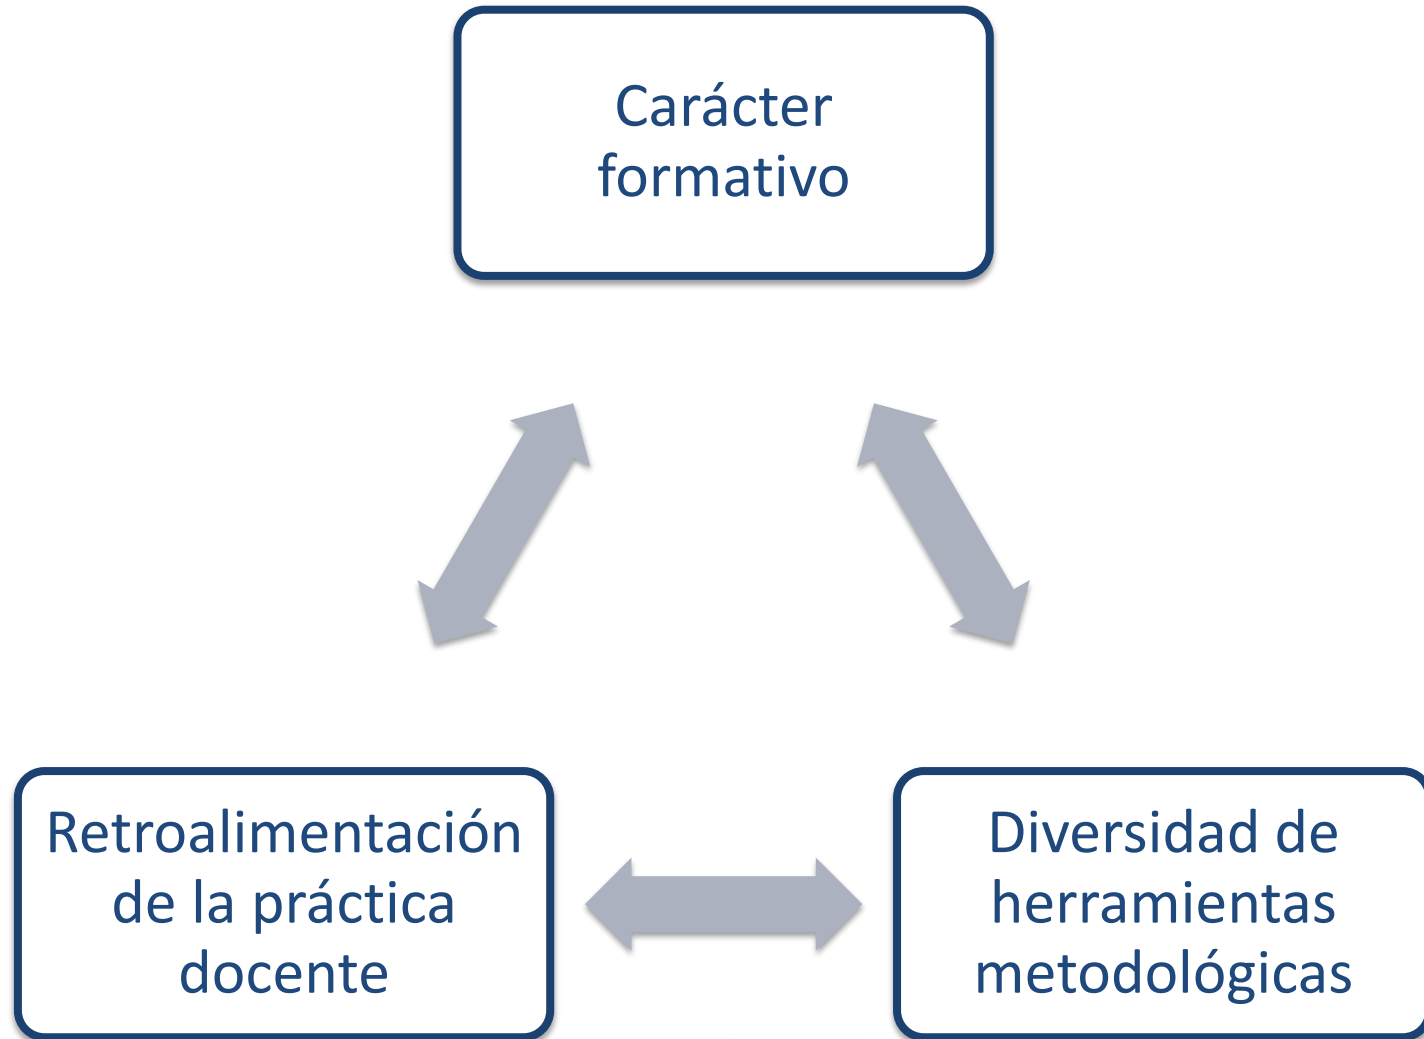 Carácter
formativo
Retroalimentación
de la práctica
docente
Diversidad de
herramientas
metodológicas